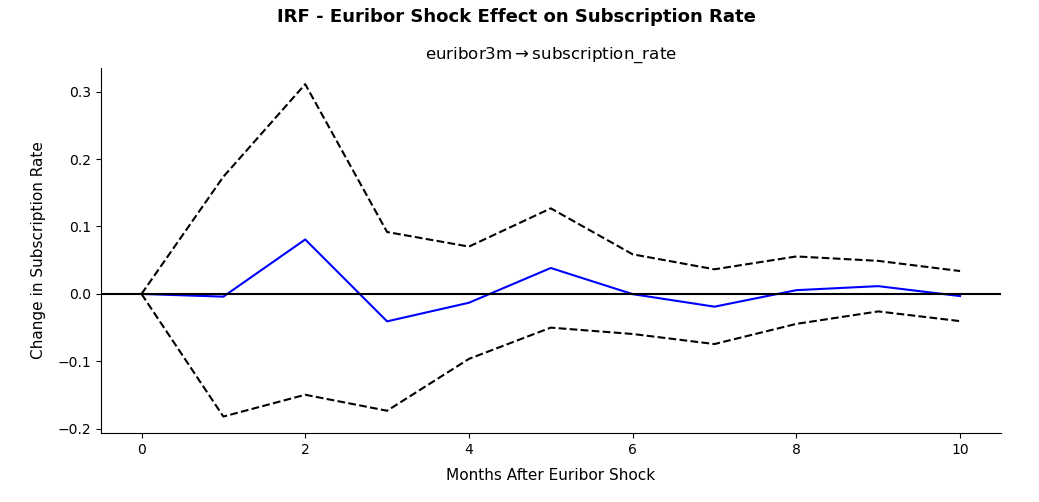 IRF - Euribor Shock Effect on Subscription Rate
euribor3m→subscription_rate
Change in Subscription Rate
0.3
0.2
0.1
0.0
−0.1
−0.2
0 2 4 6 8 10
Months After Euribor Shock